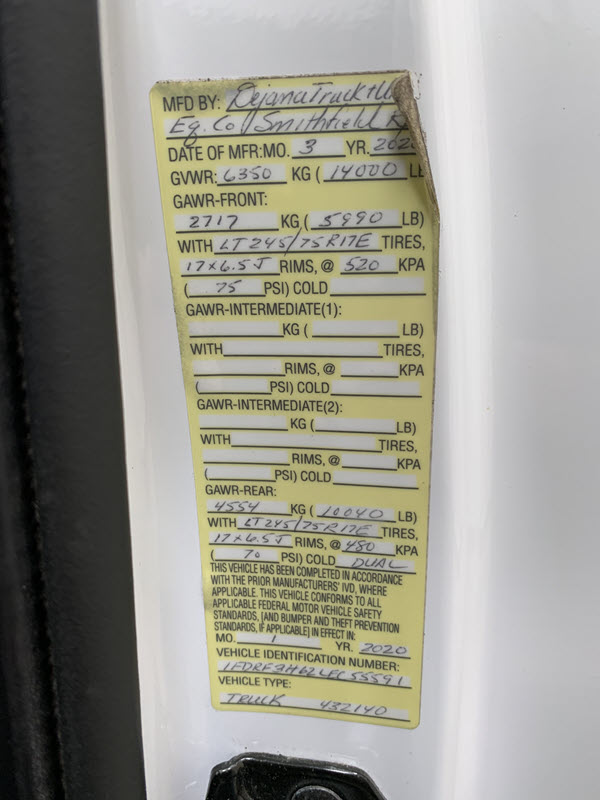 MFD BY: Dejana Truck + U
Eq. Co / Smithfield R
DATE OF MFR:MO. 3 YR. 202
GVWR: 6350 KG ( 14000 LB
GAWR-FRONT:
2717 KG ( 5990 LB)
WITH LT245/75R17E TIRES,
17x6.5J RIMS, @ 520 KPA
( 75 PSI) COLD
GAWR-INTERMEDIATE(1):
KG ( LB)
WITH TIRES,
RIMS, @ KPA
( PSI) COLD
GAWR-INTERMEDIATE(2):
KG ( LB)
WITH TIRES,
RIMS, @ KPA
( PSI) COLD
GAWR-REAR:
4554 KG ( 10040 LB)
WITH LT245/75R17E TIRES,
17x6.5J RIMS, @ 480 KPA
( 70 PSI) COLD DUAL
THIS VEHICLE HAS BEEN COMPLETED IN ACCORDANCE
WITH THE PRIOR MANUFACTURERS' IVD, WHERE
APPLICABLE. THIS VEHICLE CONFORMS TO ALL
APPLICABLE FEDERAL MOTOR VEHICLE SAFETY
STANDARDS, [AND BUMPER AND THEFT PREVENTION
STANDARDS, IF APPLICABLE] IN EFFECT IN:
MO. 1 YR. 2020
VEHICLE IDENTIFICATION NUMBER:
VEHICLE TYPE:
TRUCK 432140